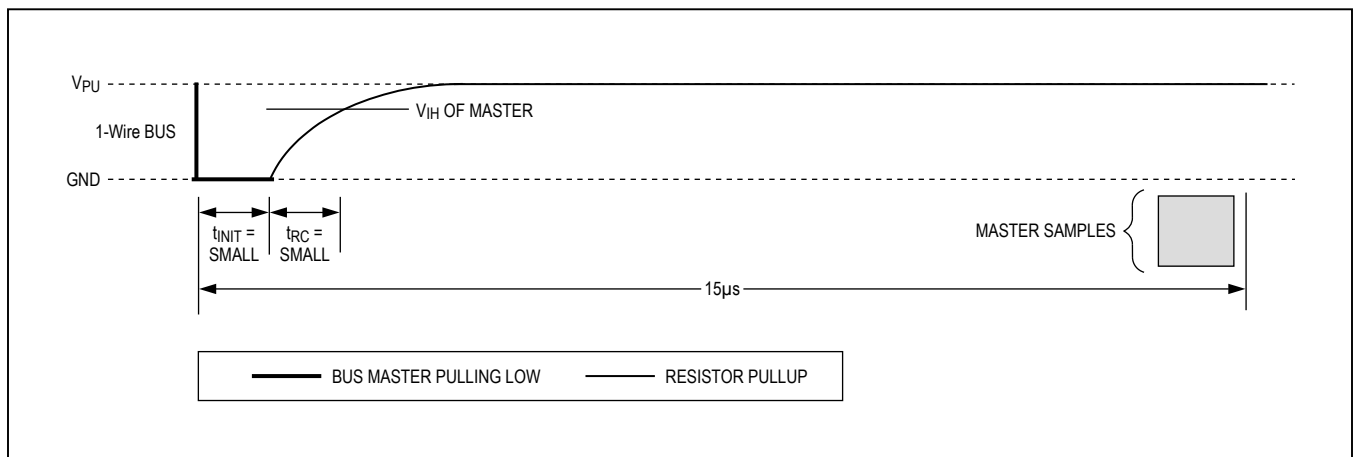 VPU
VIH OF MASTER
1-Wire BUS
GND
tINIT =
SMALL
tRC =
SMALL
MASTER SAMPLES
15µs
BUS MASTER PULLING LOW
RESISTOR PULLUP